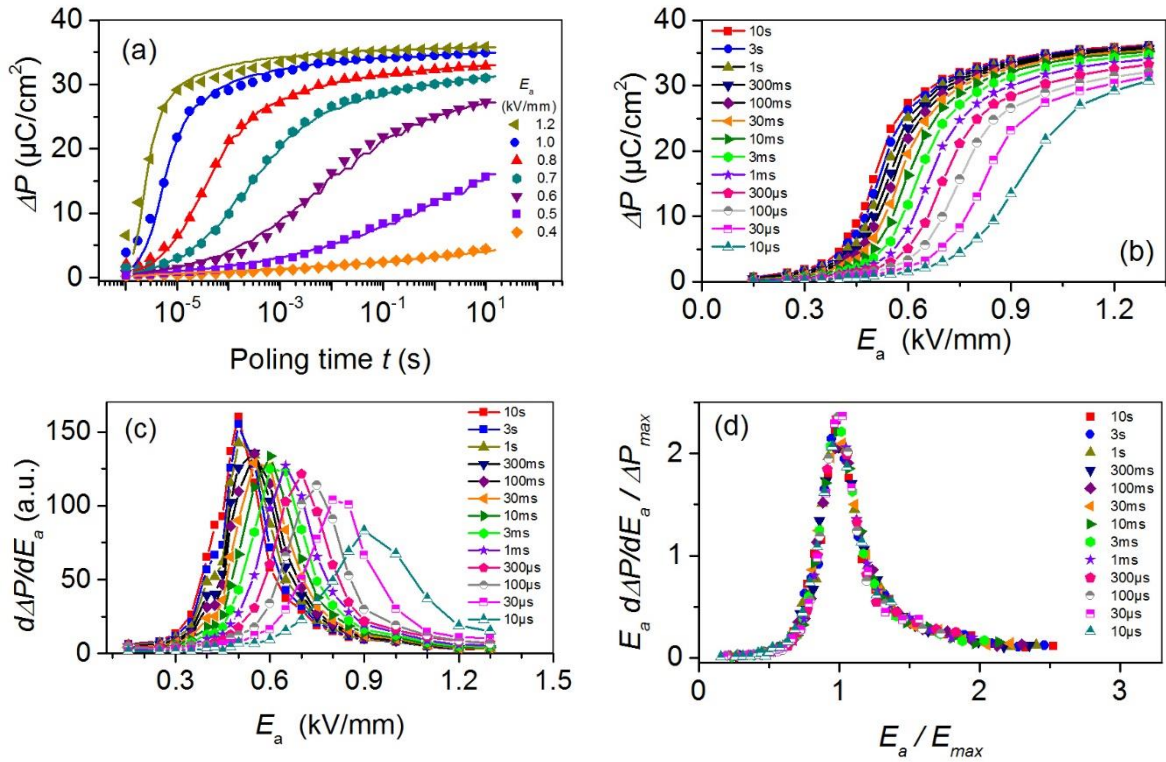 (a)
ΔP (µC/cm²)
40
30
20
10
0
10⁻⁵
10⁻³
10⁻¹
10¹
Poling time t (s)
Eₐ
(kV/mm)
1.2
1.0
0.8
0.7
0.6
0.5
0.4
(b)
ΔP (µC/cm²)
40
30
20
10
0
0.0
0.3
0.6
0.9
1.2
Eₐ (kV/mm)
10s
3s
1s
300ms
100ms
30ms
10ms
3ms
1ms
300µs
100µs
30µs
10µs
(c)
dΔP/dEₐ (a.u.)
150
100
50
0
0.3
0.6
0.9
1.2
1.5
Eₐ (kV/mm)
10s
3s
1s
300ms
100ms
30ms
10ms
3ms
1ms
300µs
100µs
30µs
10µs
(d)
Eₐ dΔP/dEₐ / ΔPmax
2
1
0
0
1
2
3
Eₐ / Emax
10s
3s
1s
300ms
100ms
30ms
10ms
3ms
1ms
300µs
100µs
30µs
10µs